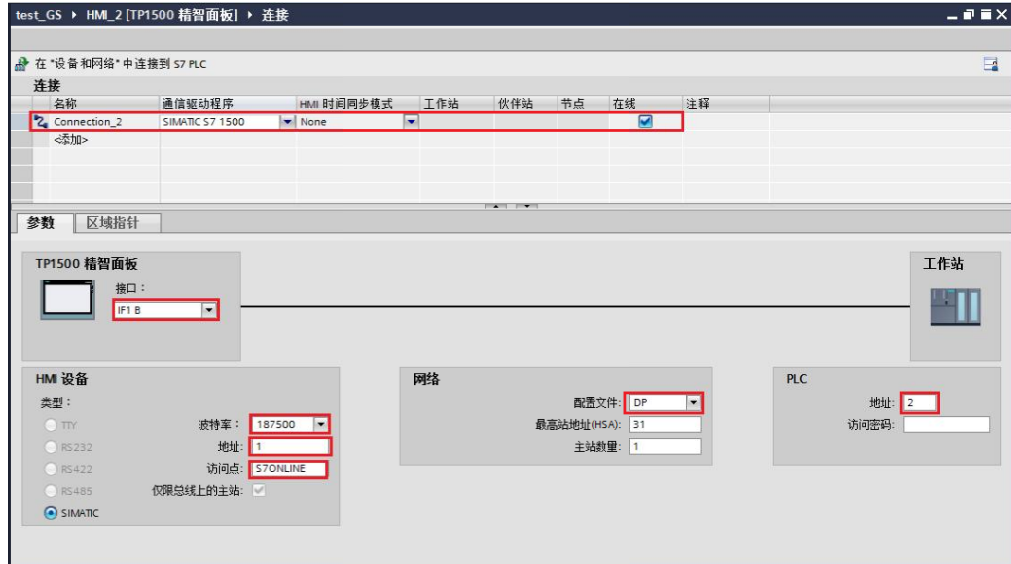 test_GS ▸ HMI_2 [TP1500 精智面板] ▸ 连接
在 "设备和网络" 中连接到 S7 PLC
连接
名称 通信驱动程序 HMI 时间同步模式 工作站 伙伴站 节点 在线 注释
Connection_2 SIMATIC S7 1500 None
<添加>
参数 区域指针
TP1500 精智面板 工作站
接口：
IF1 B
HMI 设备 网络 PLC
类型： 配置文件: DP 地址: 2
TTY 波特率： 187500 最高站地址(HSA): 31 访问密码:
RS232 地址: 1 主站数量: 1
RS422 访问点: S7ONLINE
RS485 仅限总线上的主站:
SIMATIC